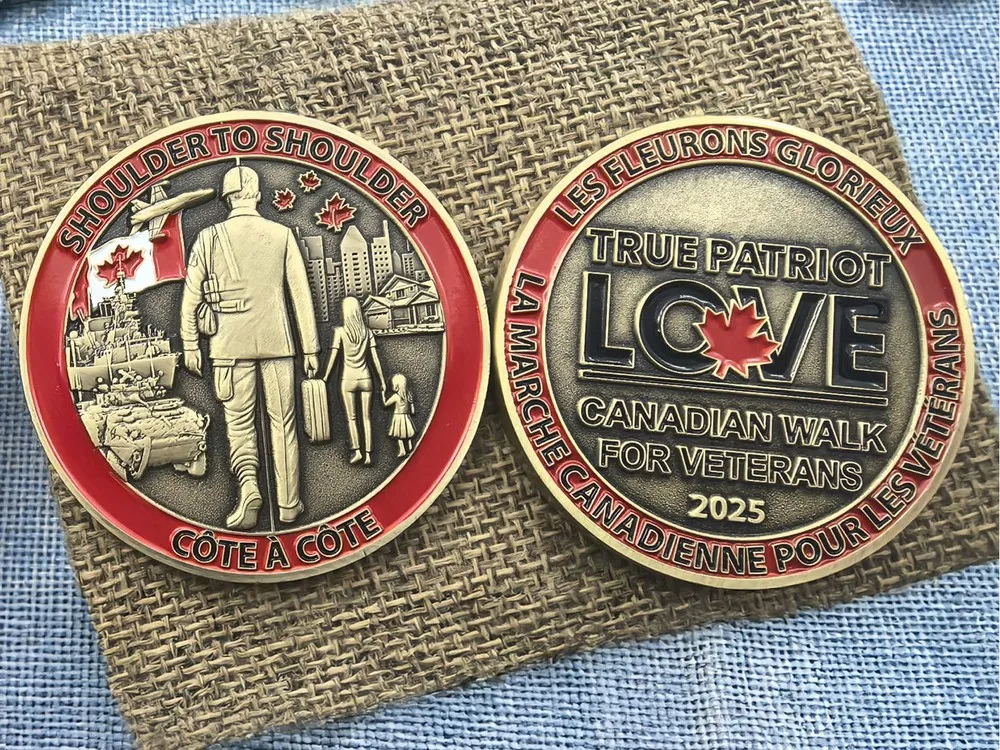 SHOULDER TO SHOULDER
CÔTE À CÔTE
LES FLEURONS GLORIEUX
TRUE PATRIOT
LOVE
CANADIAN WALK
FOR VETERANS
2025
LA MARCHE CANADIENNE POUR LES VÉTÉRANS